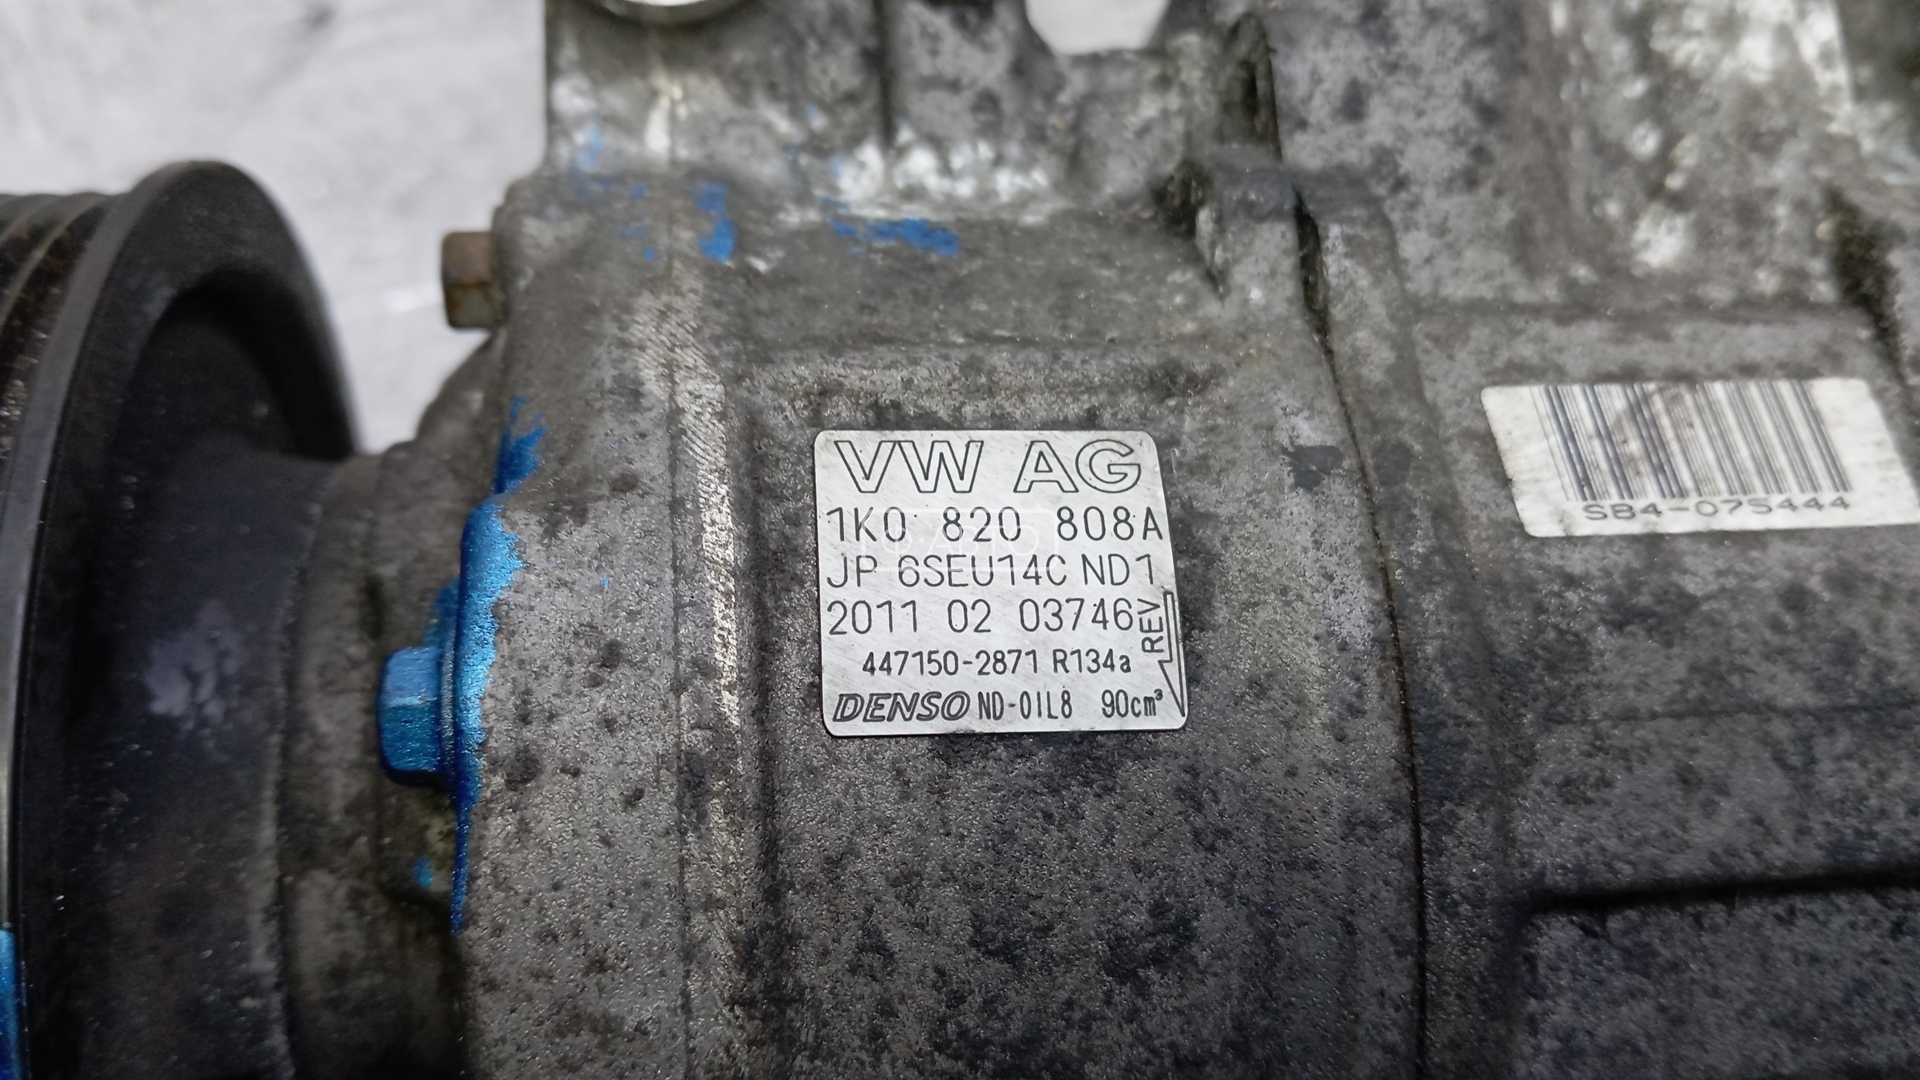 VW AG
1K0 820 808A
JP 6SEU14C ND1
2011 02 03746
REV
447150-2871 R134a
DENSO ND-OIL8 90cm³
SB4-075444